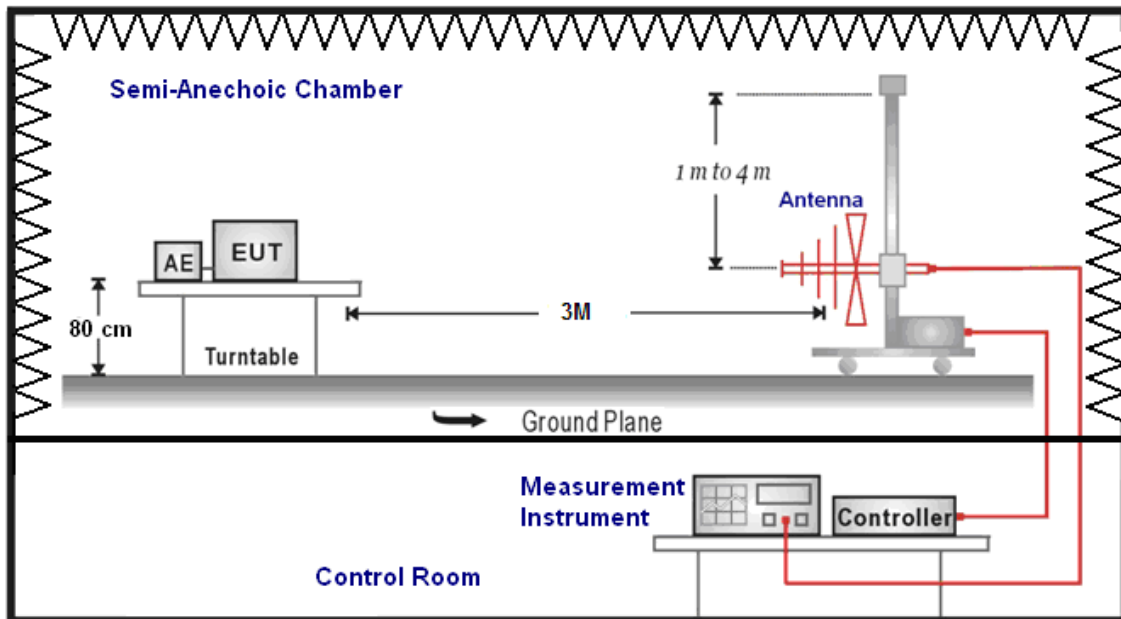 Semi-Anechoic Chamber
1 m to 4 m
Antenna
AE
EUT
80 cm
3M
Turntable
Ground Plane
Measurement
Instrument
Controller
Control Room